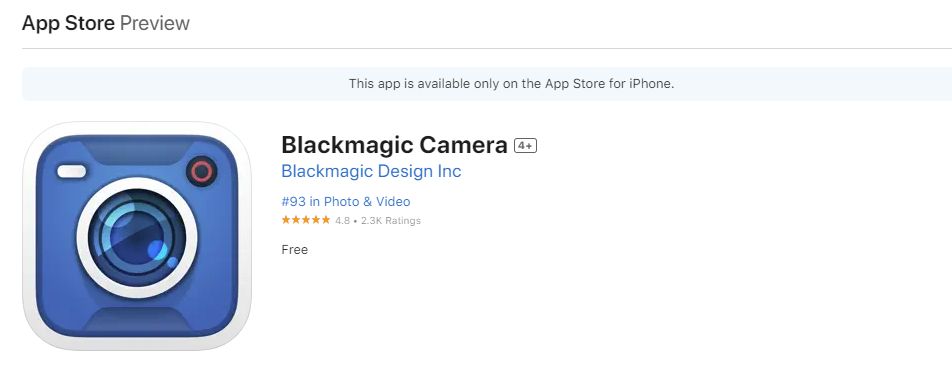 App Store Preview
This app is available only on the App Store for iPhone.
Blackmagic Camera 4+
Blackmagic Design Inc
#93 in Photo & Video
★★★★★ 4.8 • 2.3K Ratings
Free